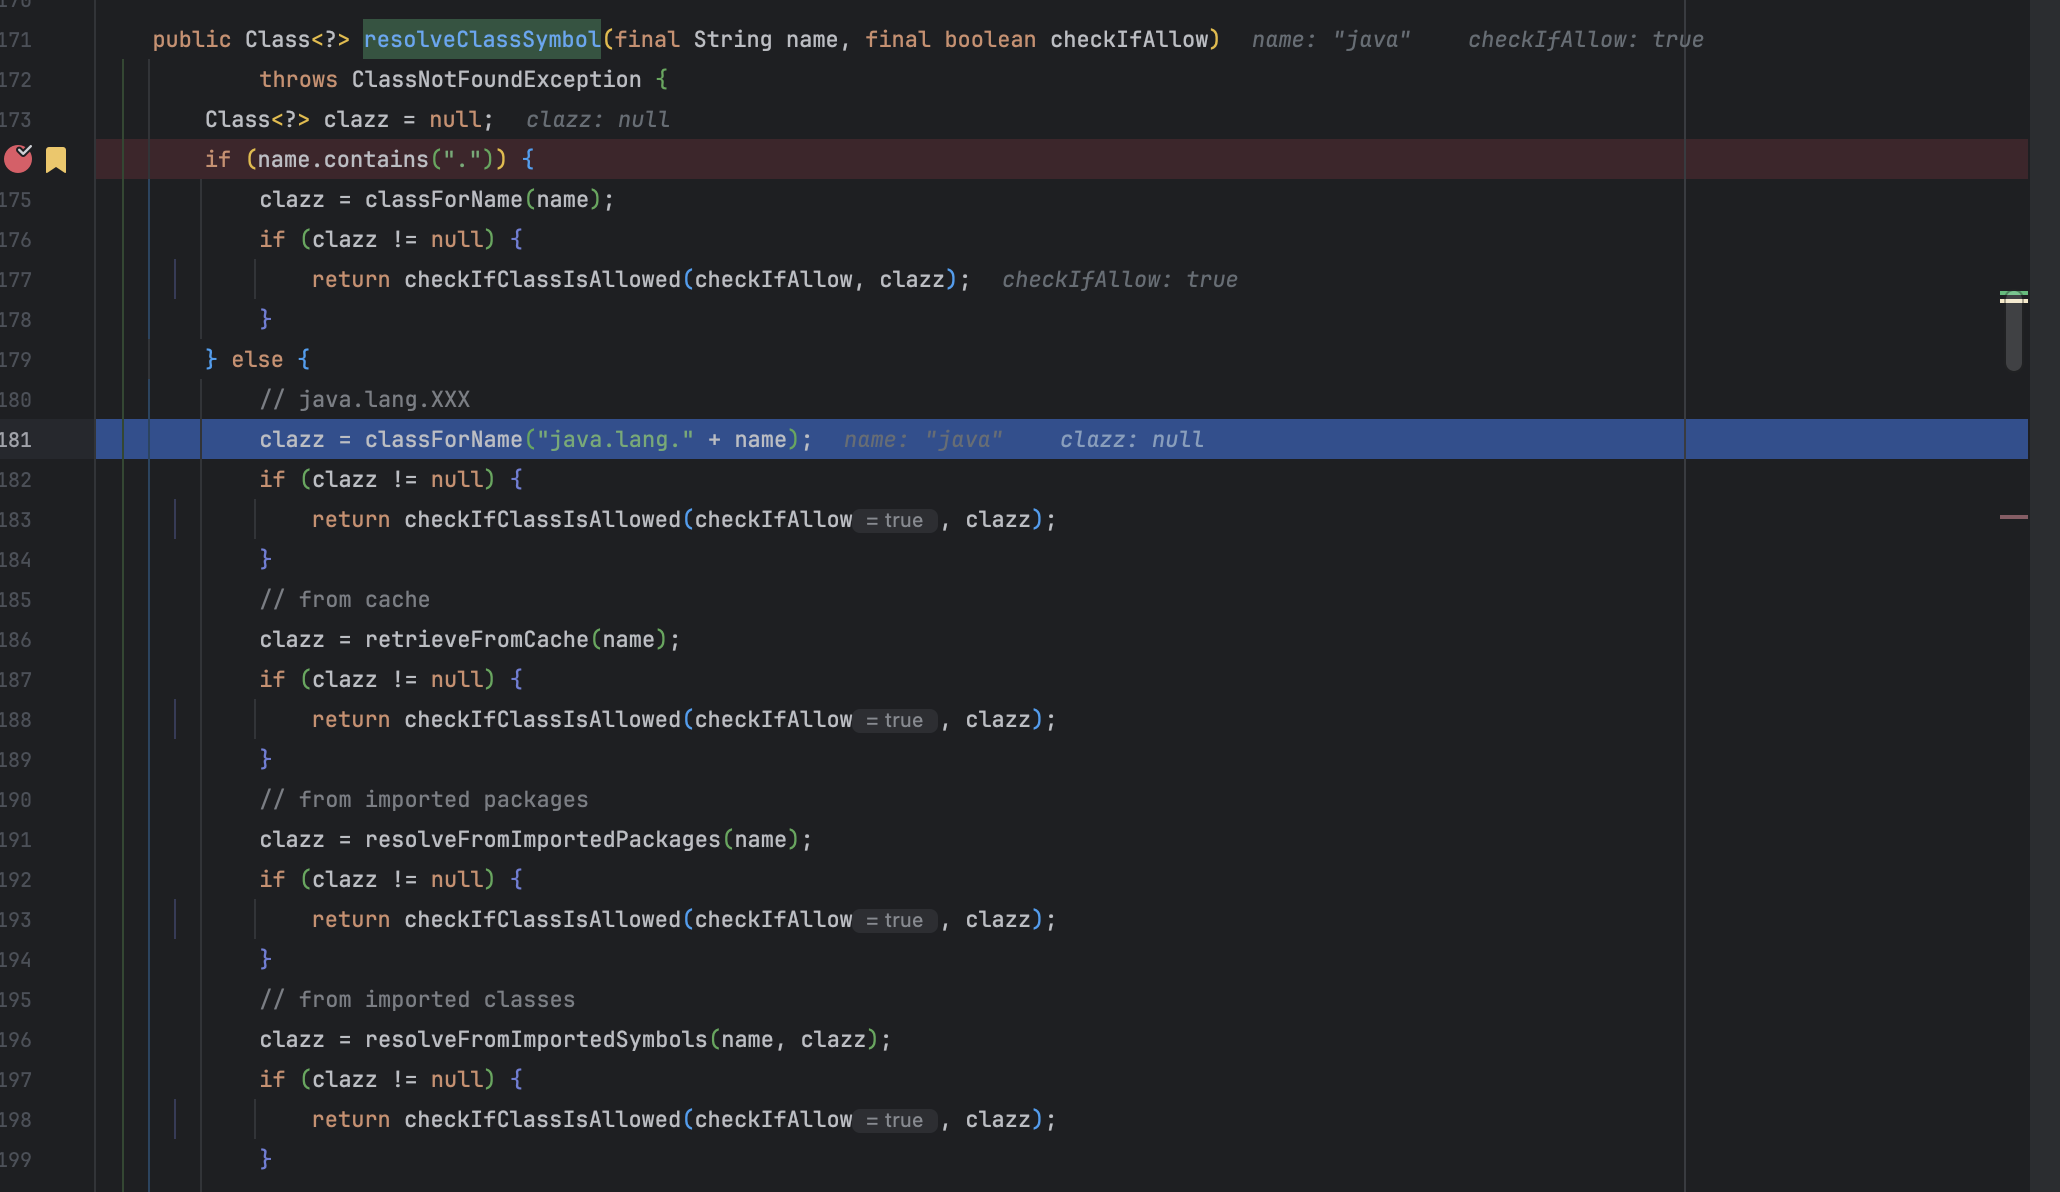 170
171 public Class<?> resolveClassSymbol(final String name, final boolean checkIfAllow) name: "java" checkIfAllow: true
172 throws ClassNotFoundException {
173 Class<?> clazz = null; clazz: null
if (name.contains(".")) {
175 clazz = classForName(name);
176 if (clazz != null) {
177 return checkIfClassIsAllowed(checkIfAllow, clazz); checkIfAllow: true
178 }
179 } else {
180 // java.lang.XXX
181 clazz = classForName("java.lang." + name); name: "java" clazz: null
182 if (clazz != null) {
183 return checkIfClassIsAllowed(checkIfAllow = true , clazz);
184 }
185 // from cache
186 clazz = retrieveFromCache(name);
187 if (clazz != null) {
188 return checkIfClassIsAllowed(checkIfAllow = true , clazz);
189 }
190 // from imported packages
191 clazz = resolveFromImportedPackages(name);
192 if (clazz != null) {
193 return checkIfClassIsAllowed(checkIfAllow = true , clazz);
194 }
195 // from imported classes
196 clazz = resolveFromImportedSymbols(name, clazz);
197 if (clazz != null) {
198 return checkIfClassIsAllowed(checkIfAllow = true , clazz);
199 }